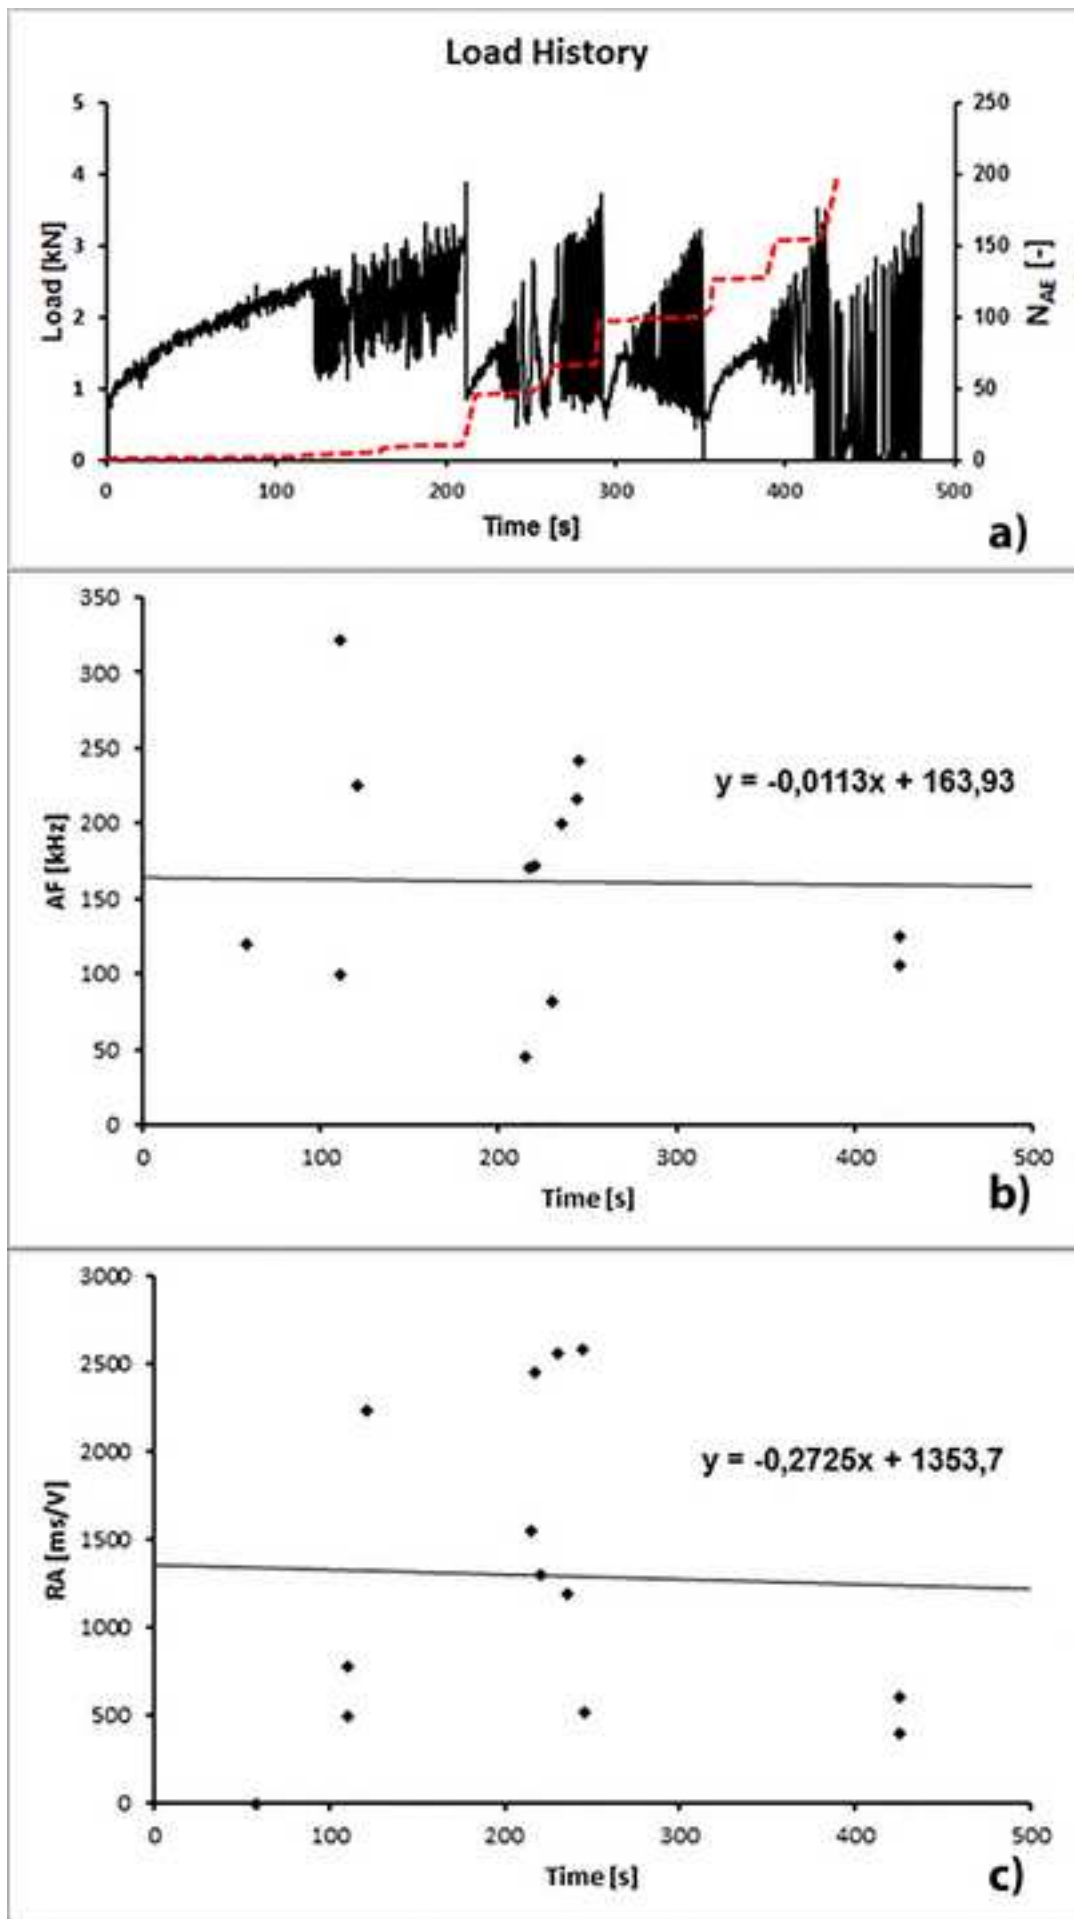 Load History
5
4
3
2
1
0
Load [kN]
250
200
150
100
50
0
N_AE [-]
0 100 200 300 400 500
Time [s]
a)
350
300
250
200
150
100
50
0
AF [kHz]
y = -0,0113x + 163,93
0 100 200 300 400 500
Time [s]
b)
3000
2500
2000
1500
1000
500
0
RA [ms/V]
y = -0,2725x + 1353,7
0 100 200 300 400 500
Time [s]
c)